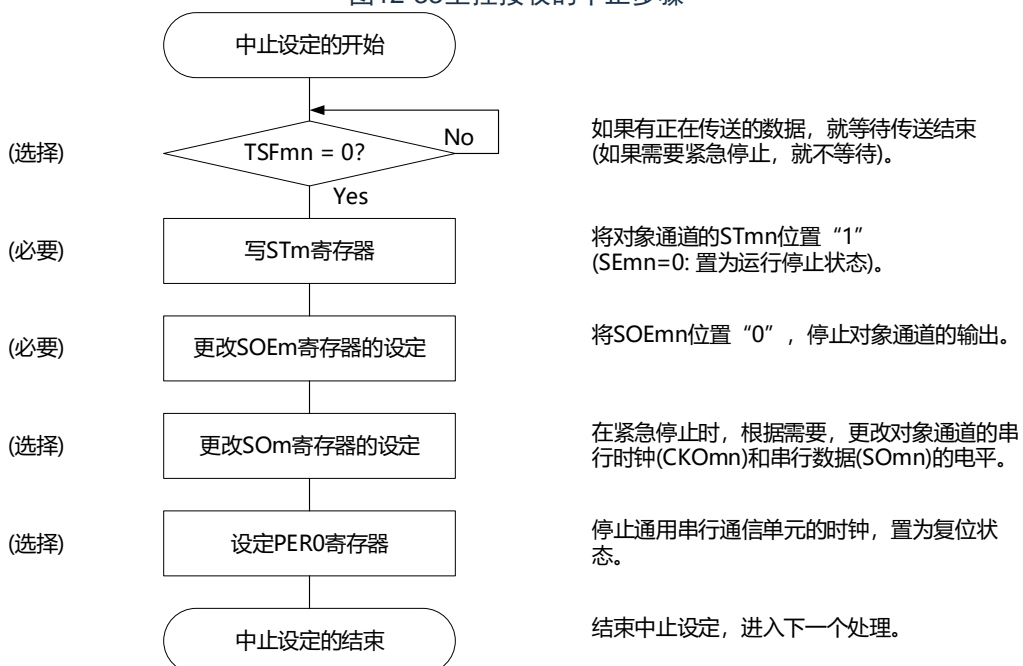 中止设定的开始
No
(选择)
TSFmn = 0?
如果有正在传送的数据，就等待传送结束
(如果需要紧急停止，就不等待)。
Yes
(必要)
写STm寄存器
将对象通道的STmn位置“1”
(SEmn=0: 置为运行停止状态)。
(必要)
更改SOEm寄存器的设定
将SOEmn位置“0”，停止对象通道的输出。
(选择)
更改SOm寄存器的设定
在紧急停止时，根据需要，更改对象通道的串
行时钟(CKOmn)和串行数据(SOmn)的电平。
(选择)
设定PER0寄存器
停止通用串行通信单元的时钟，置为复位状
态。
中止设定的结束
结束中止设定，进入下一个处理。